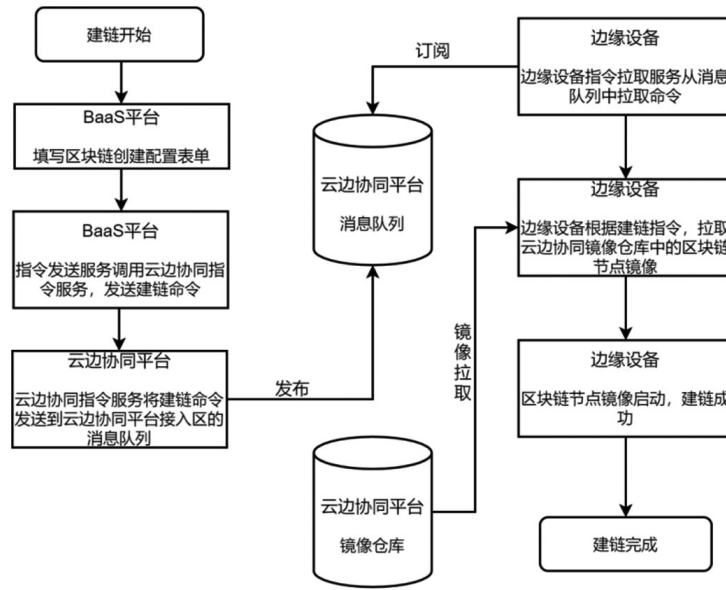 建链开始
BaaS平台
填写区块链创建配置表单
BaaS平台
指令发送服务调用云边协同指
令服务，发送建链命令
云边协同平台
云边协同指令服务将建链命令
发送到云边协同平台接入区的
消息队列
发布
订阅
云边协同平台
消息队列
镜像拉取
云边协同平台
镜像仓库
边缘设备
边缘设备指令拉取服务从消息
队列中拉取命令
边缘设备
边缘设备根据建链指令，拉取
云边协同镜像仓库中的区块链
节点镜像
边缘设备
区块链节点镜像启动，建链成
功
建链完成